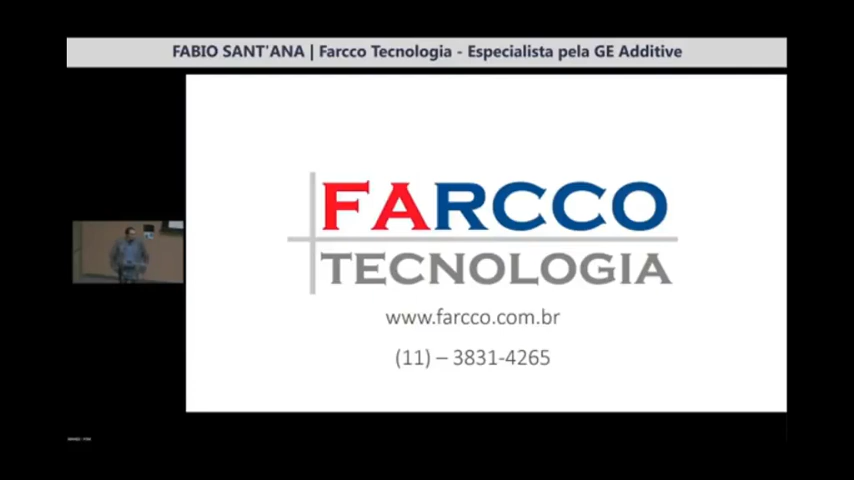 FABIO SANT'ANA | Farcco Tecnologia - Especialista pela GE Additive
FARCCO
TECNOLOGIA
www.farcco.com.br
(11) – 3831-4265